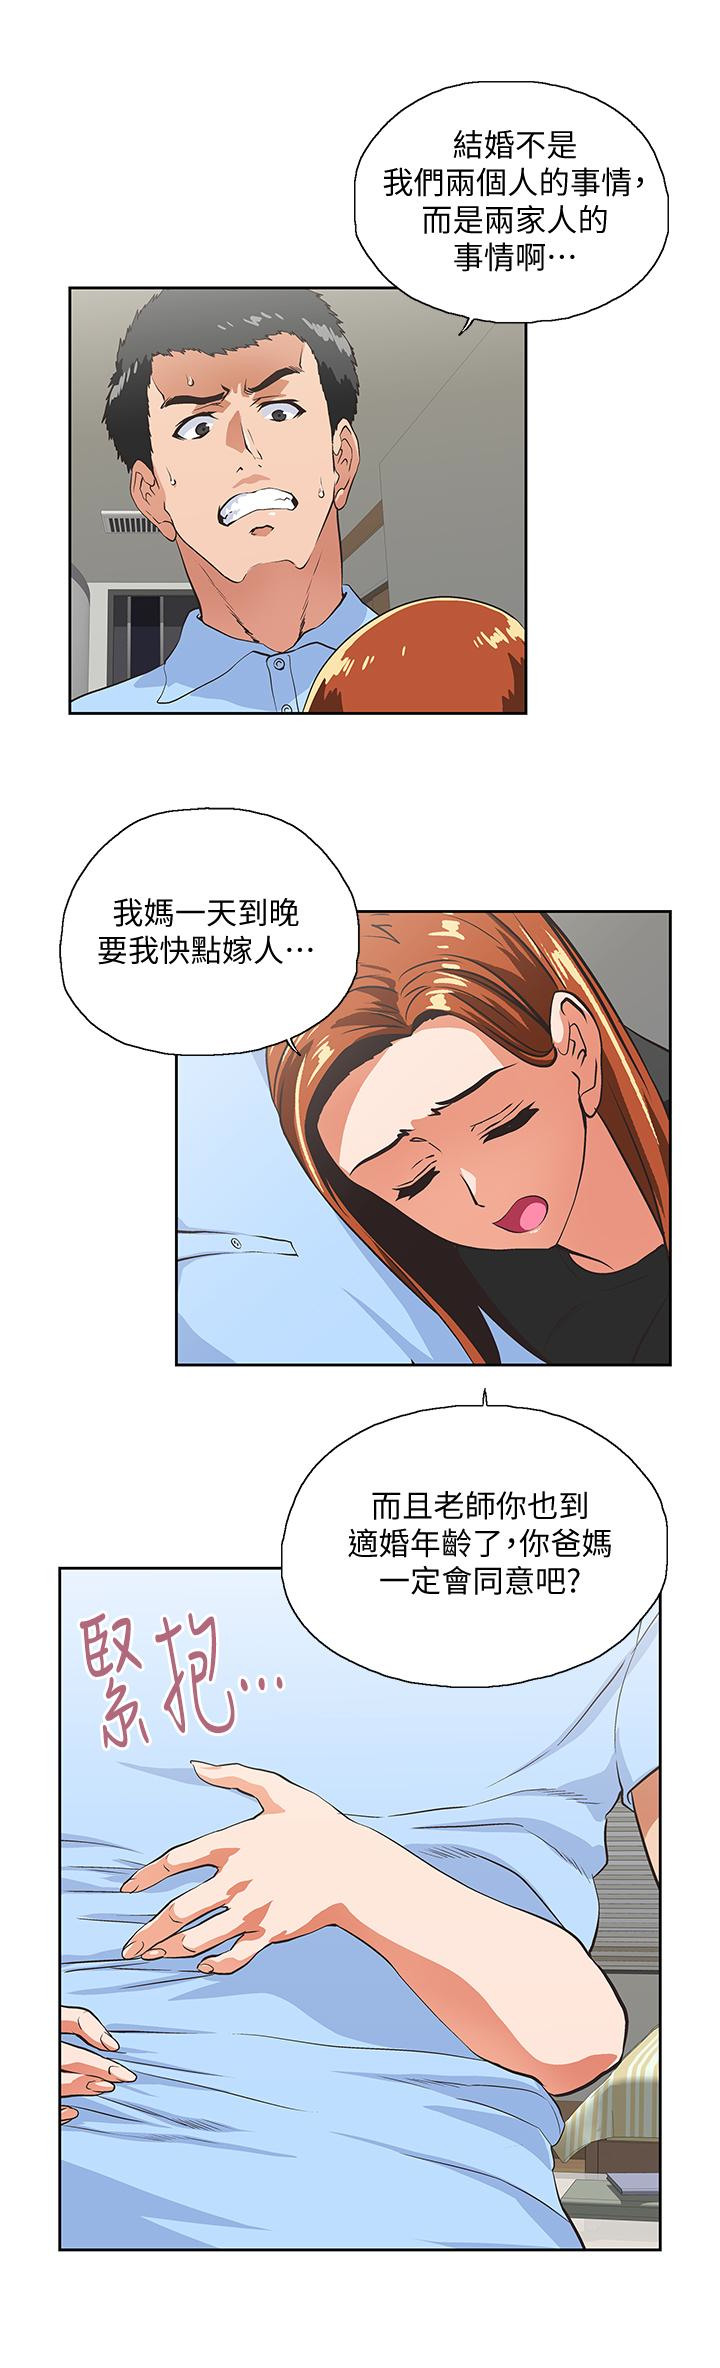 結婚不是
我們兩個人的事情，
而是兩家人的
事情啊…
我媽一天到晚
要我快點嫁人…
而且老師你也到
適婚年齡了，你爸媽
一定會同意吧?
緊抱…